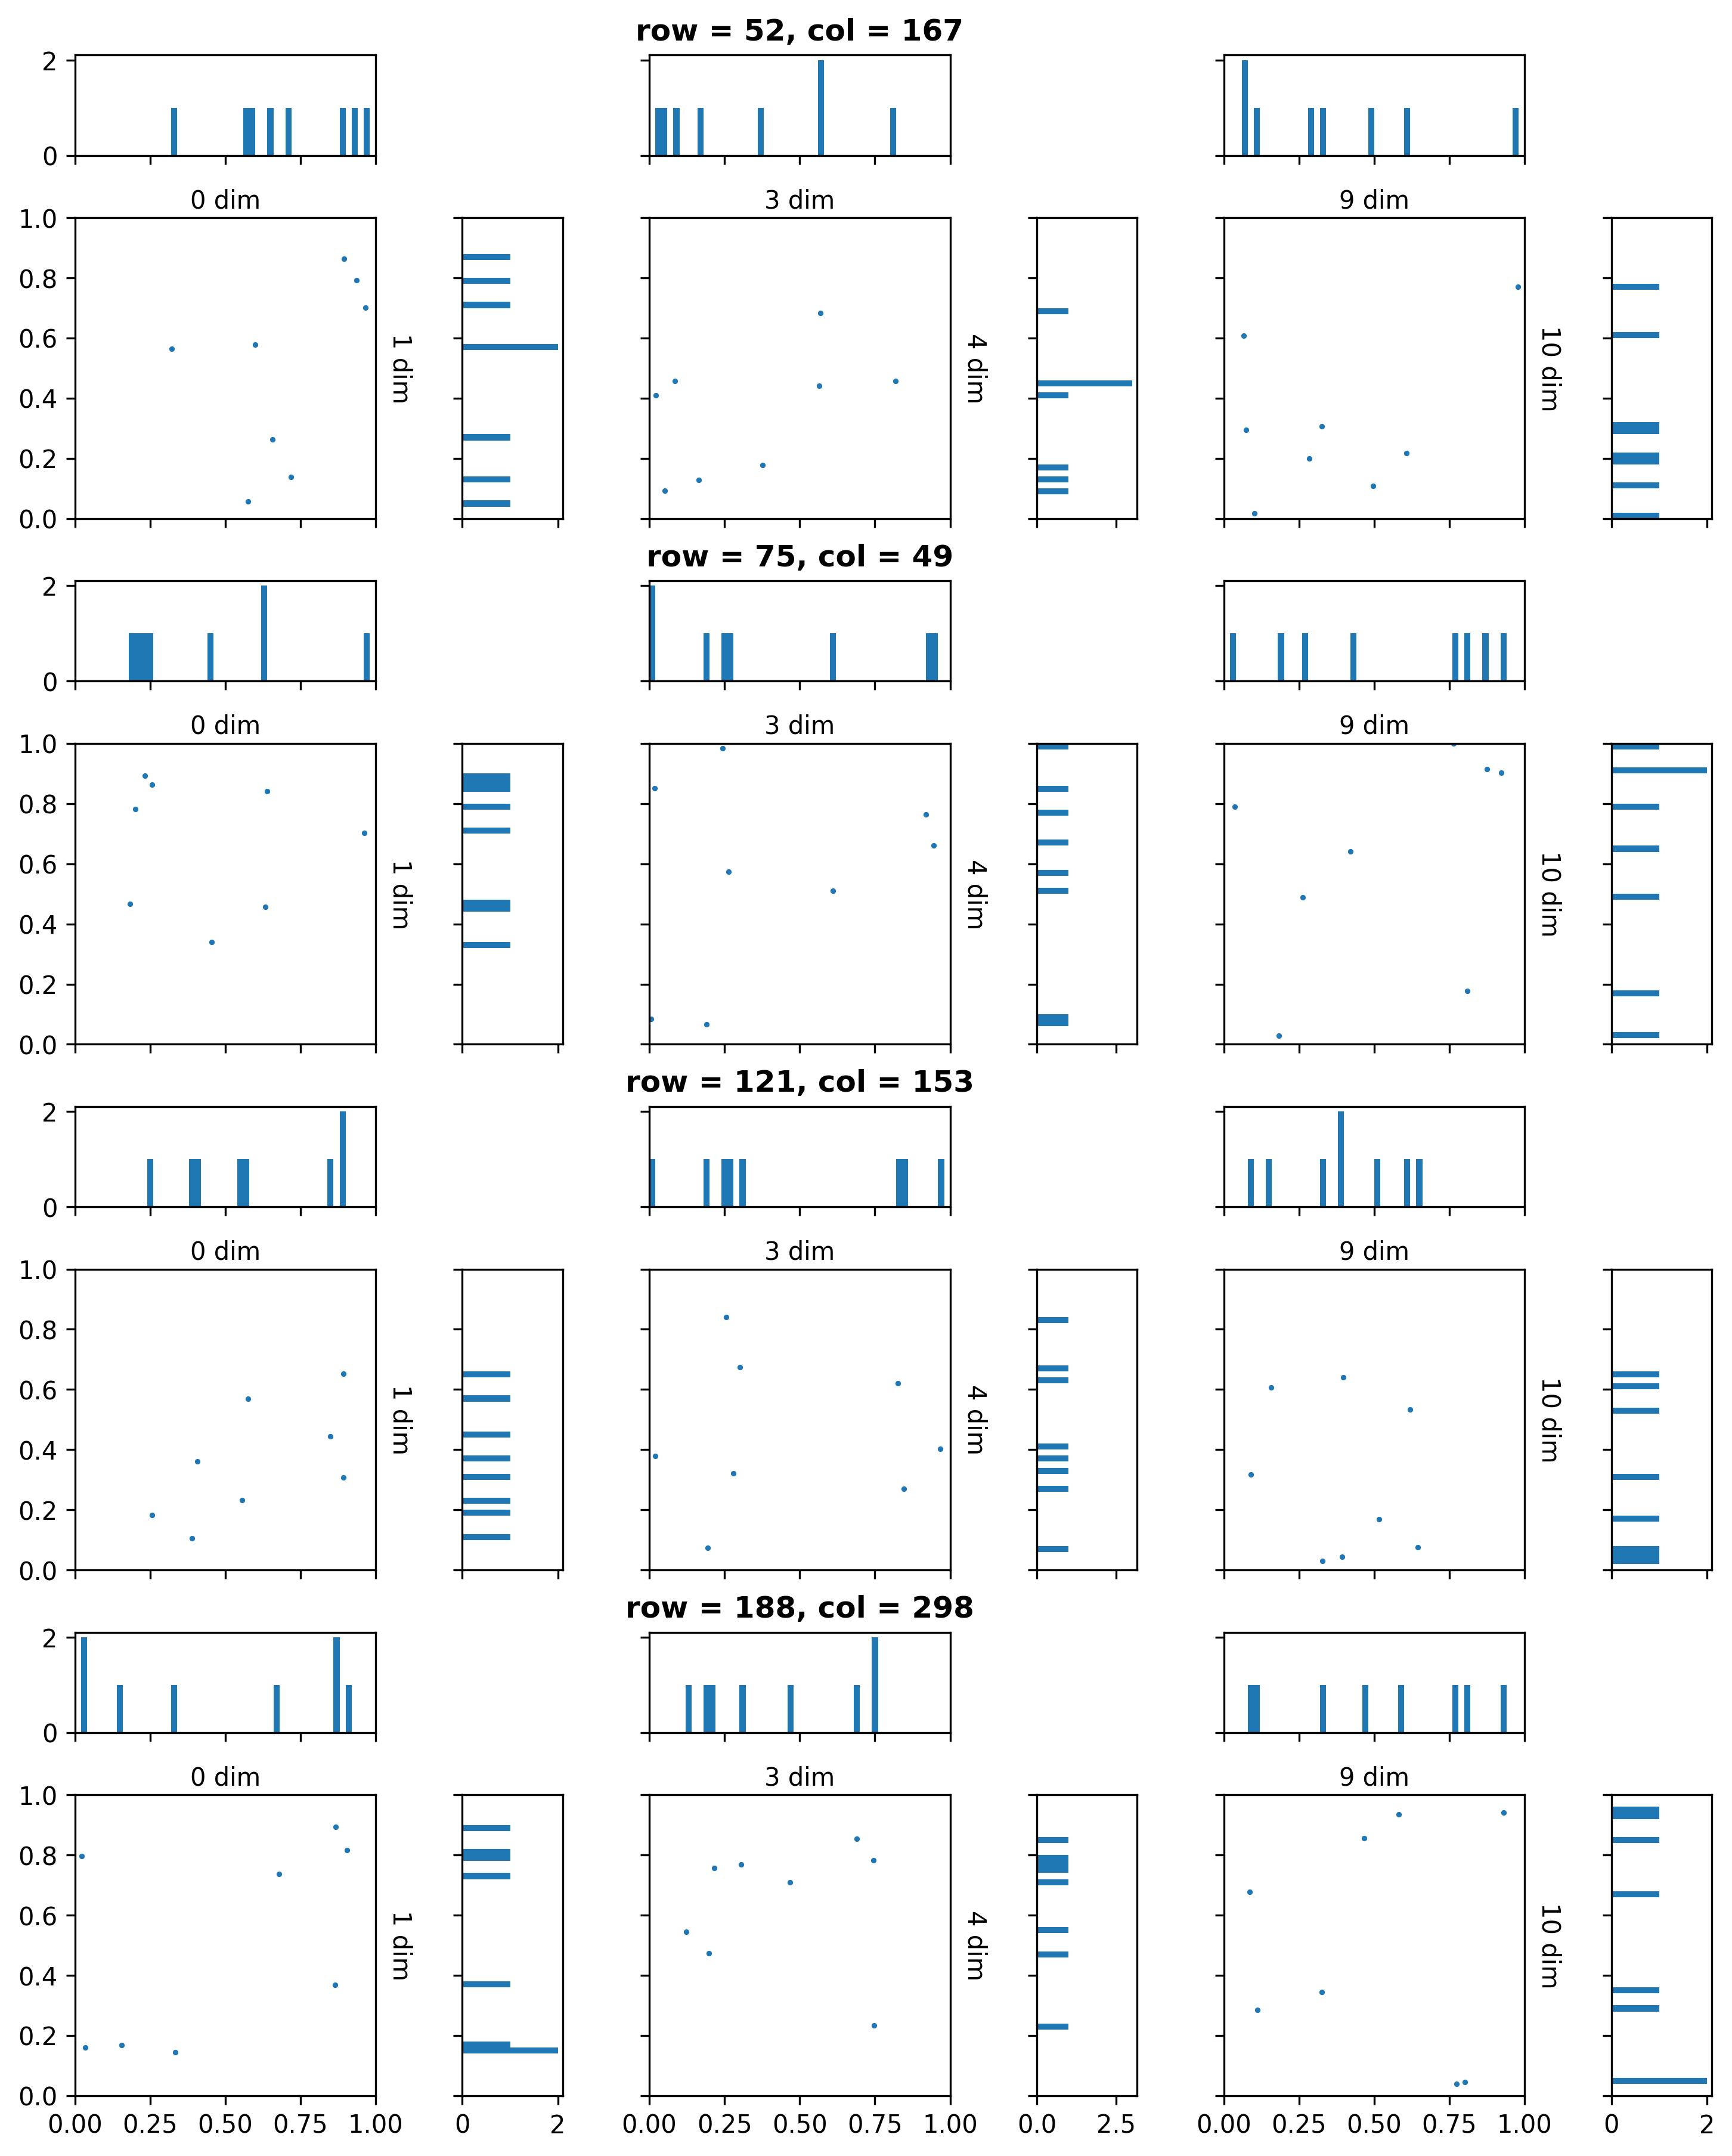 row = 52, col = 167
2
0
0 dim
3 dim
9 dim
1.0
0.8
0.6
0.4
0.2
0.0
1 dim
4 dim
10 dim
row = 75, col = 49
2
0
0 dim
3 dim
9 dim
1.0
0.8
0.6
0.4
0.2
0.0
1 dim
4 dim
10 dim
row = 121, col = 153
2
0
0 dim
3 dim
9 dim
1.0
0.8
0.6
0.4
0.2
0.0
1 dim
4 dim
10 dim
row = 188, col = 298
2
0
0 dim
3 dim
9 dim
1.0
0.8
0.6
0.4
0.2
0.0
1 dim
4 dim
10 dim
0.00 0.25 0.50 0.75 1.00 0 2 0.00 0.25 0.50 0.75 1.00 0.0 2.5 0.00 0.25 0.50 0.75 1.00 0 2